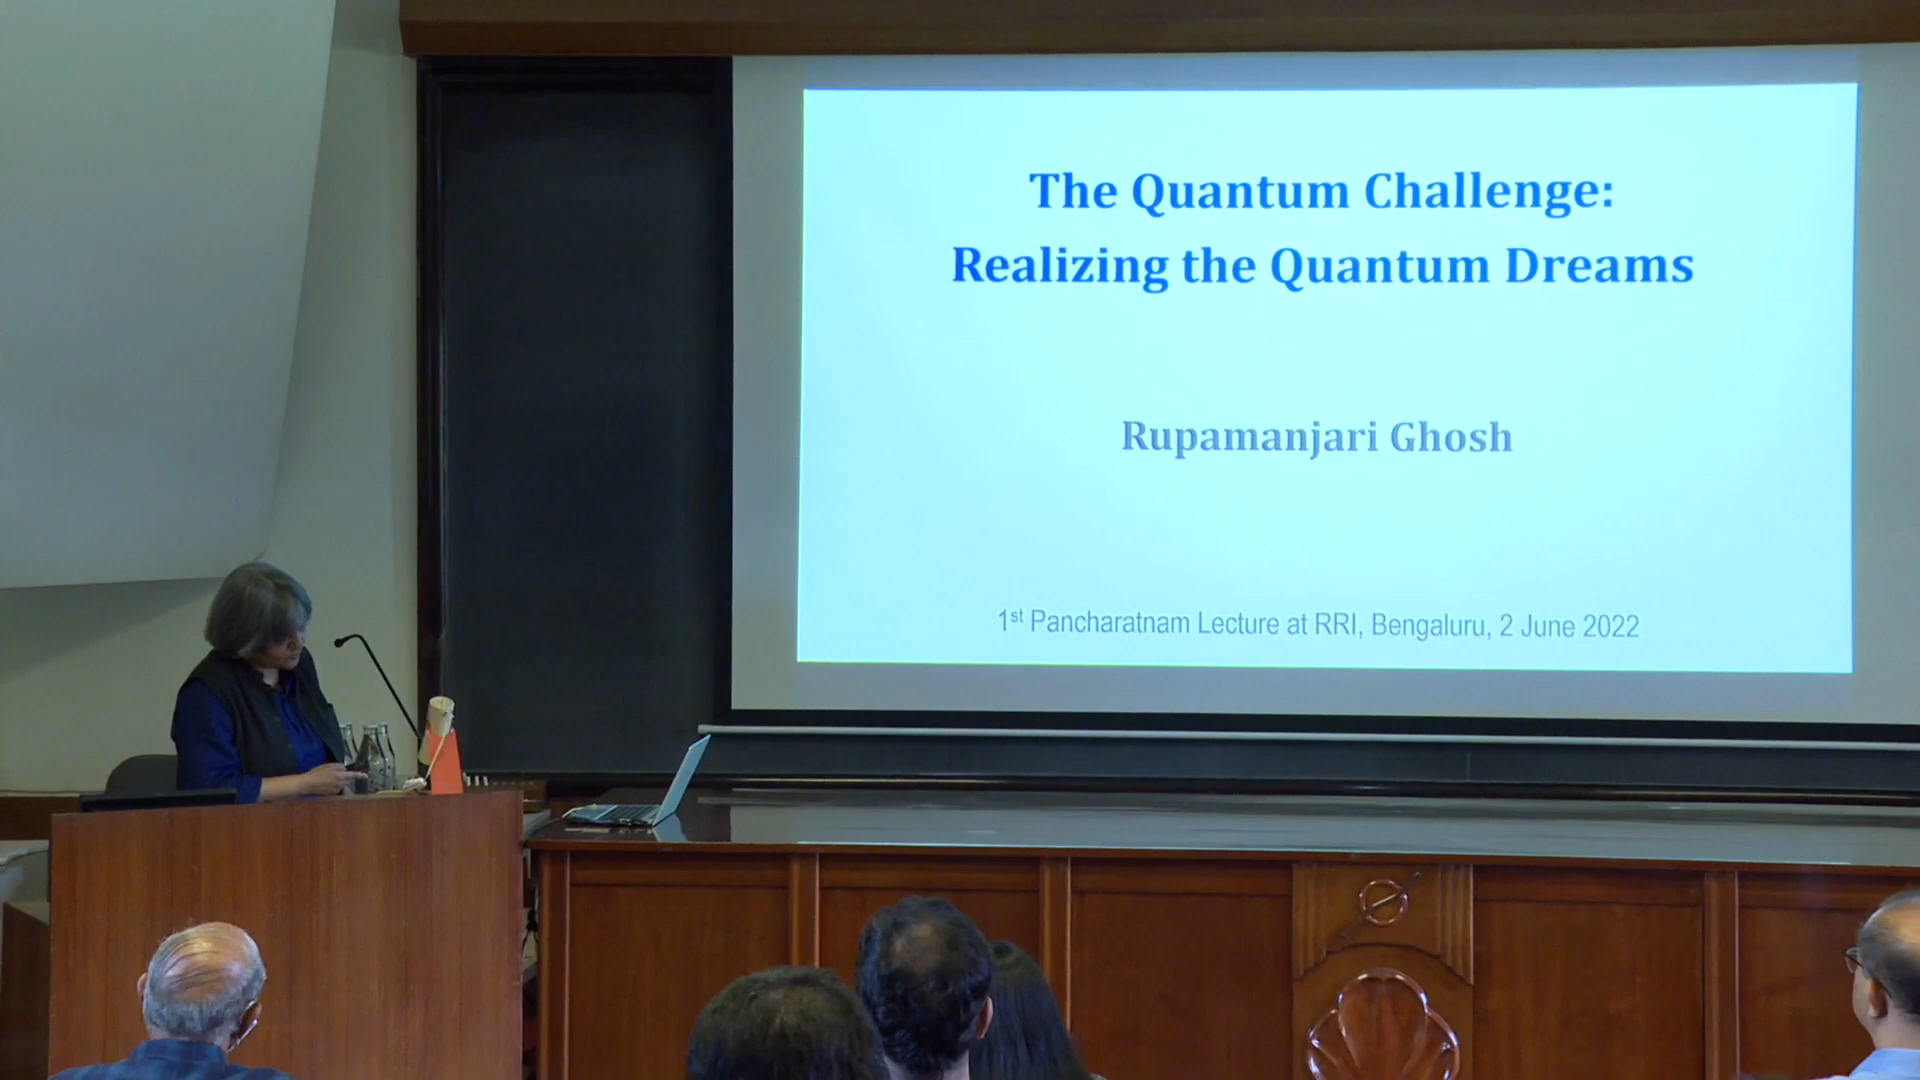 The Quantum Challenge:
Realizing the Quantum Dreams
Rupamanjari Ghosh
1st Pancharatnam Lecture at RRI, Bengaluru, 2 June 2022